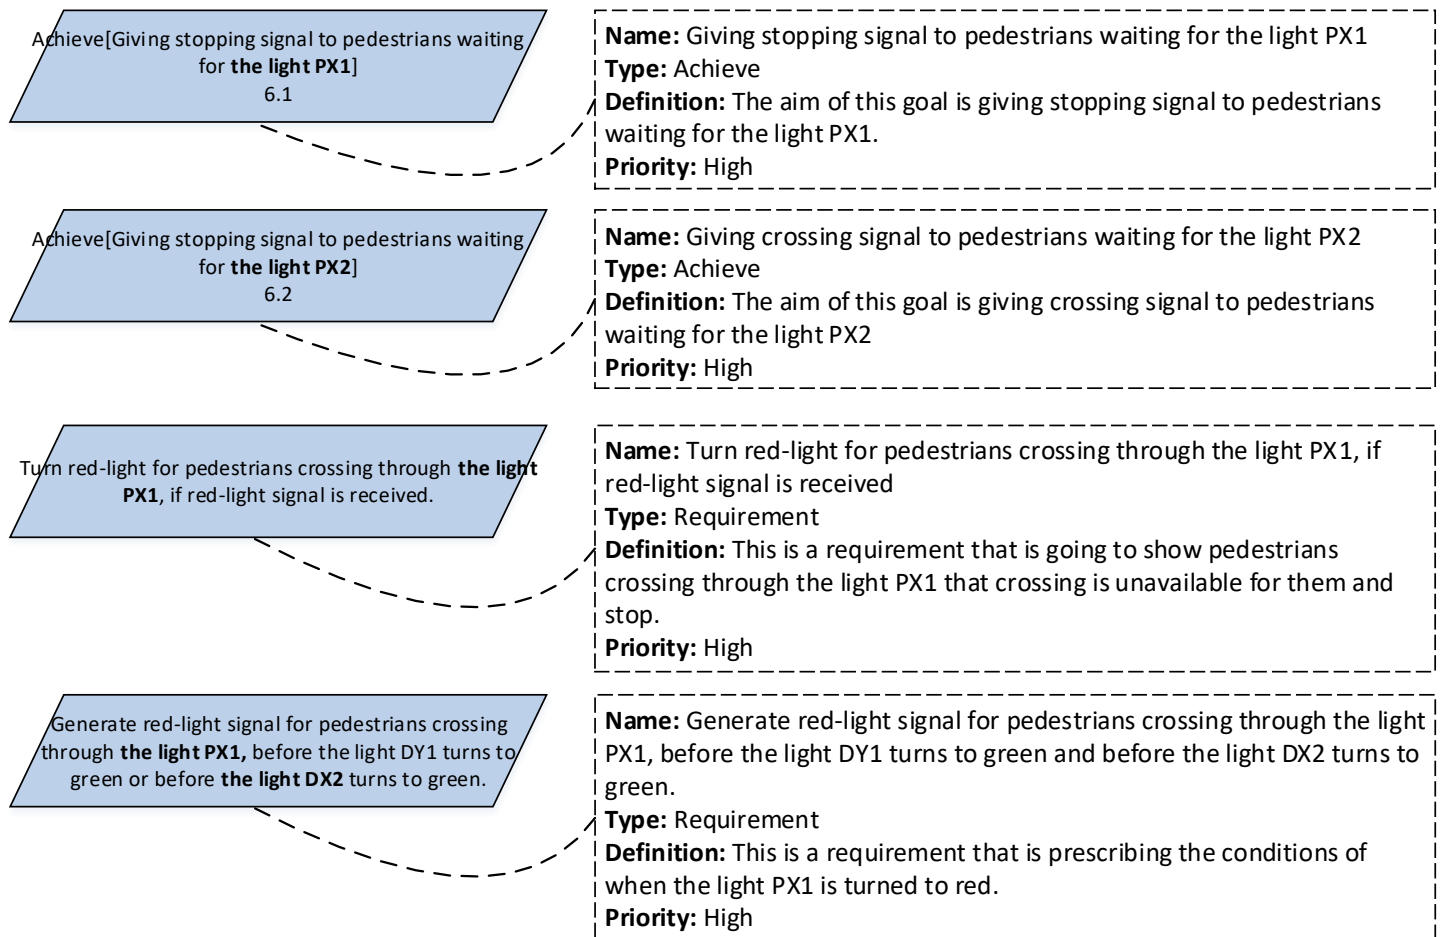 Achieve[Giving stopping signal to pedestrians waiting
for the light PX1]
6.1
Name: Giving stopping signal to pedestrians waiting for the light PX1
Type: Achieve
Definition: The aim of this goal is giving stopping signal to pedestrians
waiting for the light PX1.
Priority: High
Achieve[Giving stopping signal to pedestrians waiting
for the light PX2]
6.2
Name: Giving crossing signal to pedestrians waiting for the light PX2
Type: Achieve
Definition: The aim of this goal is giving crossing signal to pedestrians
waiting for the light PX2
Priority: High
Turn red-light for pedestrians crossing through the light
PX1, if red-light signal is received.
Name: Turn red-light for pedestrians crossing through the light PX1, if
red-light signal is received
Type: Requirement
Definition: This is a requirement that is going to show pedestrians
crossing through the light PX1 that crossing is unavailable for them and
stop.
Priority: High
Generate red-light signal for pedestrians crossing
through the light PX1, before the light DY1 turns to
green or before the light DX2 turns to green.
Name: Generate red-light signal for pedestrians crossing through the light
PX1, before the light DY1 turns to green and before the light DX2 turns to
green.
Type: Requirement
Definition: This is a requirement that is prescribing the conditions of
when the light PX1 is turned to red.
Priority: High